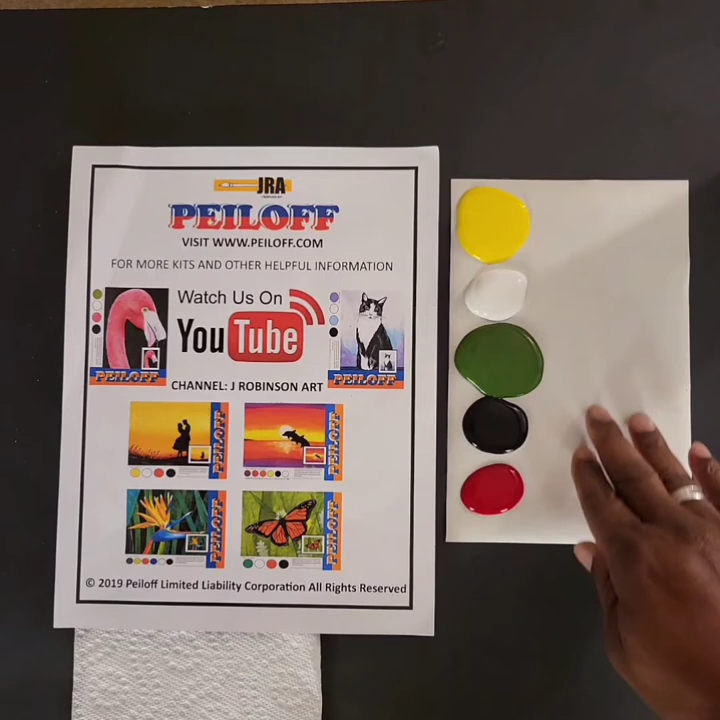 JRA
PEILOFF
VISIT WWW.PEILOFF.COM
FOR MORE KITS AND OTHER HELPFUL INFORMATION
Watch Us On
YouTube
CHANNEL: J ROBINSON ART
PEILOFF
PEILOFF
PEILOFF
PEILOFF
PEILOFF
PEILOFF
© 2019 Peiloff Limited Liability Corporation All Rights Reserved